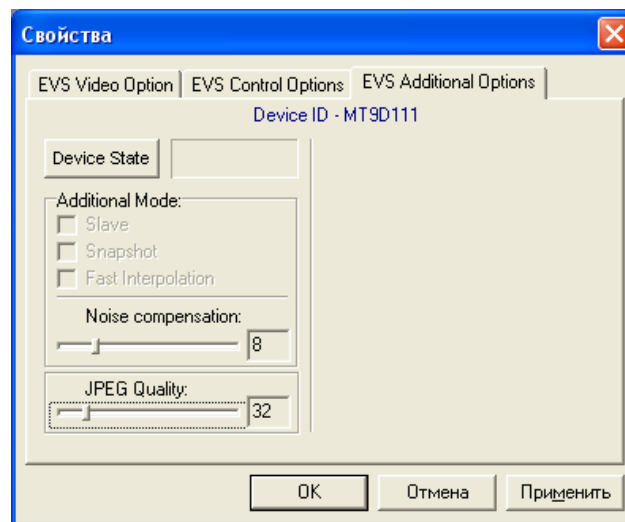 Свойства
EVS Video Option EVS Control Options EVS Additional Options
Device ID - MT9D111
Device State
Additional Mode:
Slave
Snapshot
Fast Interpolation
Noise compensation:
8
JPEG Quality:
32
OK Отмена Применить